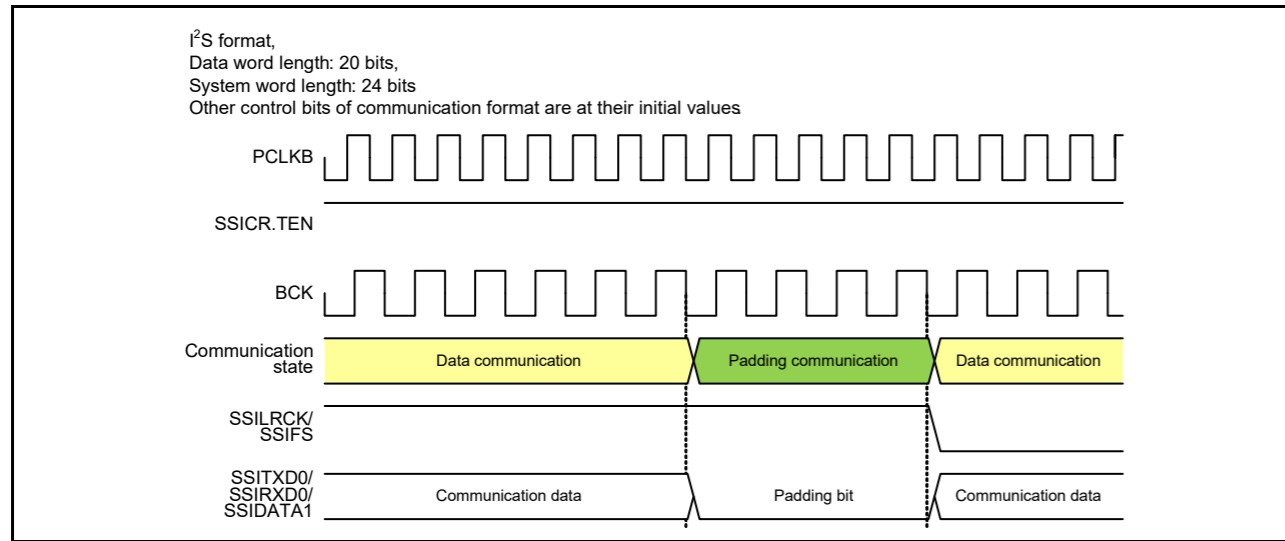 I²S format,
Data word length: 20 bits,
System word length: 24 bits
Other control bits of communication format are at their initial values.
PCLKB
SSICR.TEN
BCK
Communication
state
Data communication
Padding communication
Data communication
SSILRCK/
SSIFS
SSITXD0/
SSIRXD0/
SSIDATA1
Communication data
Padding bit
Communication data